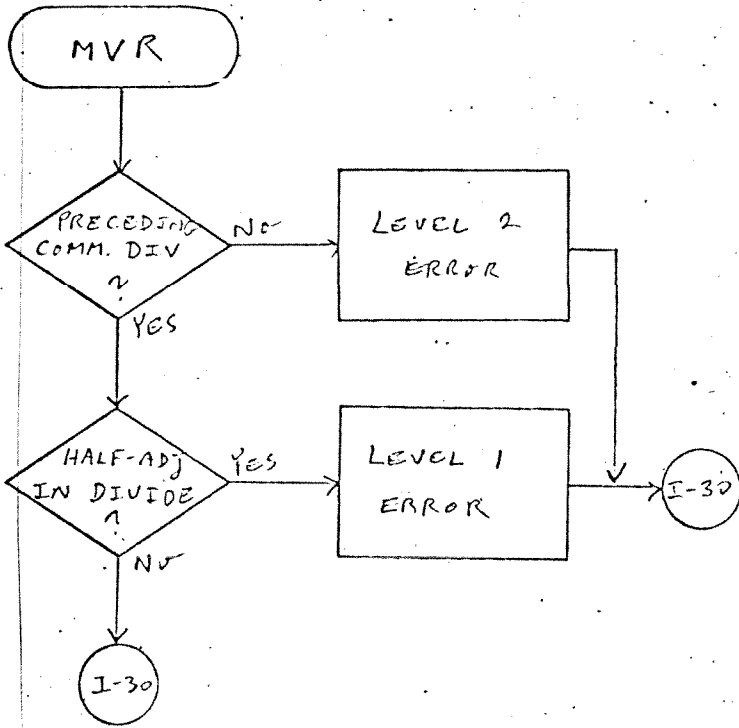 MVR
PRECEDING
COMM. DIV
?
NO
LEVEL 2
ERROR
YES
HALF-ADJ
IN DIVIDE
?
YES
LEVEL 1
ERROR
I-30
NO
I-30